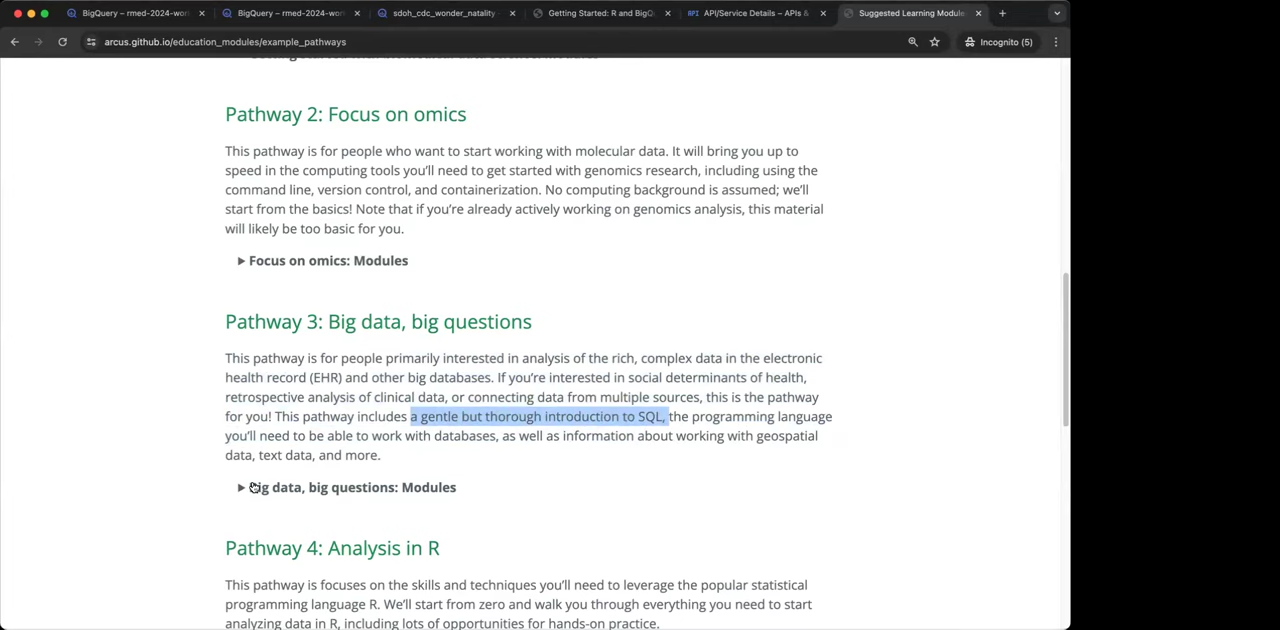 BigQuery – rmed-2024-wor
BigQuery – rmed-2024-wor
sdoh_cdc_wonder_natality
Getting Started: R and BigQ
API API/Service Details – APIs &
Suggested Learning Module
arcus.github.io/education_modules/example_pathways
Incognito (5)
Pathway 2: Focus on omics
This pathway is for people who want to start working with molecular data. It will bring you up to
speed in the computing tools you’ll need to get started with genomics research, including using the
command line, version control, and containerization. No computing background is assumed; we’ll
start from the basics! Note that if you’re already actively working on genomics analysis, this material
will likely be too basic for you.
Focus on omics: Modules
Pathway 3: Big data, big questions
This pathway is for people primarily interested in analysis of the rich, complex data in the electronic
health record (EHR) and other big databases. If you’re interested in social determinants of health,
retrospective analysis of clinical data, or connecting data from multiple sources, this is the pathway
for you! This pathway includes a gentle but thorough introduction to SQL, the programming language
you’ll need to be able to work with databases, as well as information about working with geospatial
data, text data, and more.
Big data, big questions: Modules
Pathway 4: Analysis in R
This pathway is focuses on the skills and techniques you’ll need to leverage the popular statistical
programming language R. We’ll start from zero and walk you through everything you need to start
analyzing data in R, including lots of opportunities for hands-on practice.